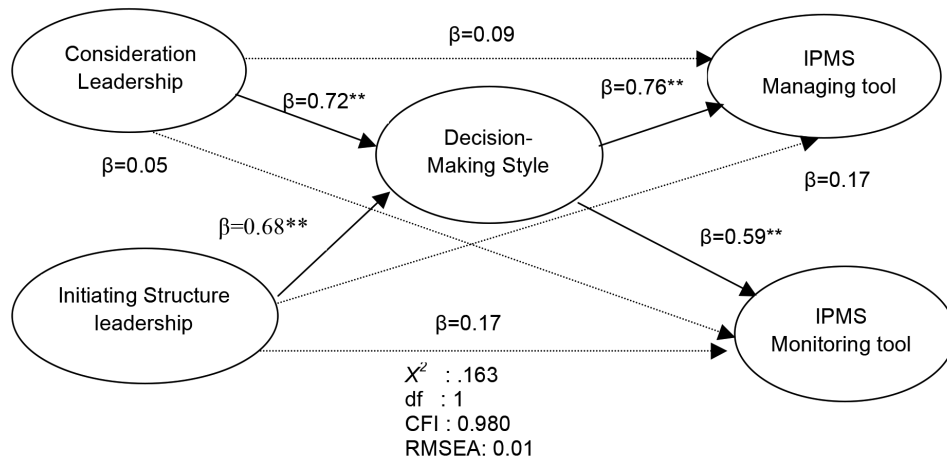 Consideration
Leadership
β=0.09
IPMS
Managing tool
β=0.72**
β=0.76**
Decision-
Making Style
β=0.05
β=0.17
β=0.68**
β=0.59**
Initiating Structure
leadership
β=0.17
IPMS
Monitoring tool
X² : .163
df : 1
CFI : 0.980
RMSEA: 0.01